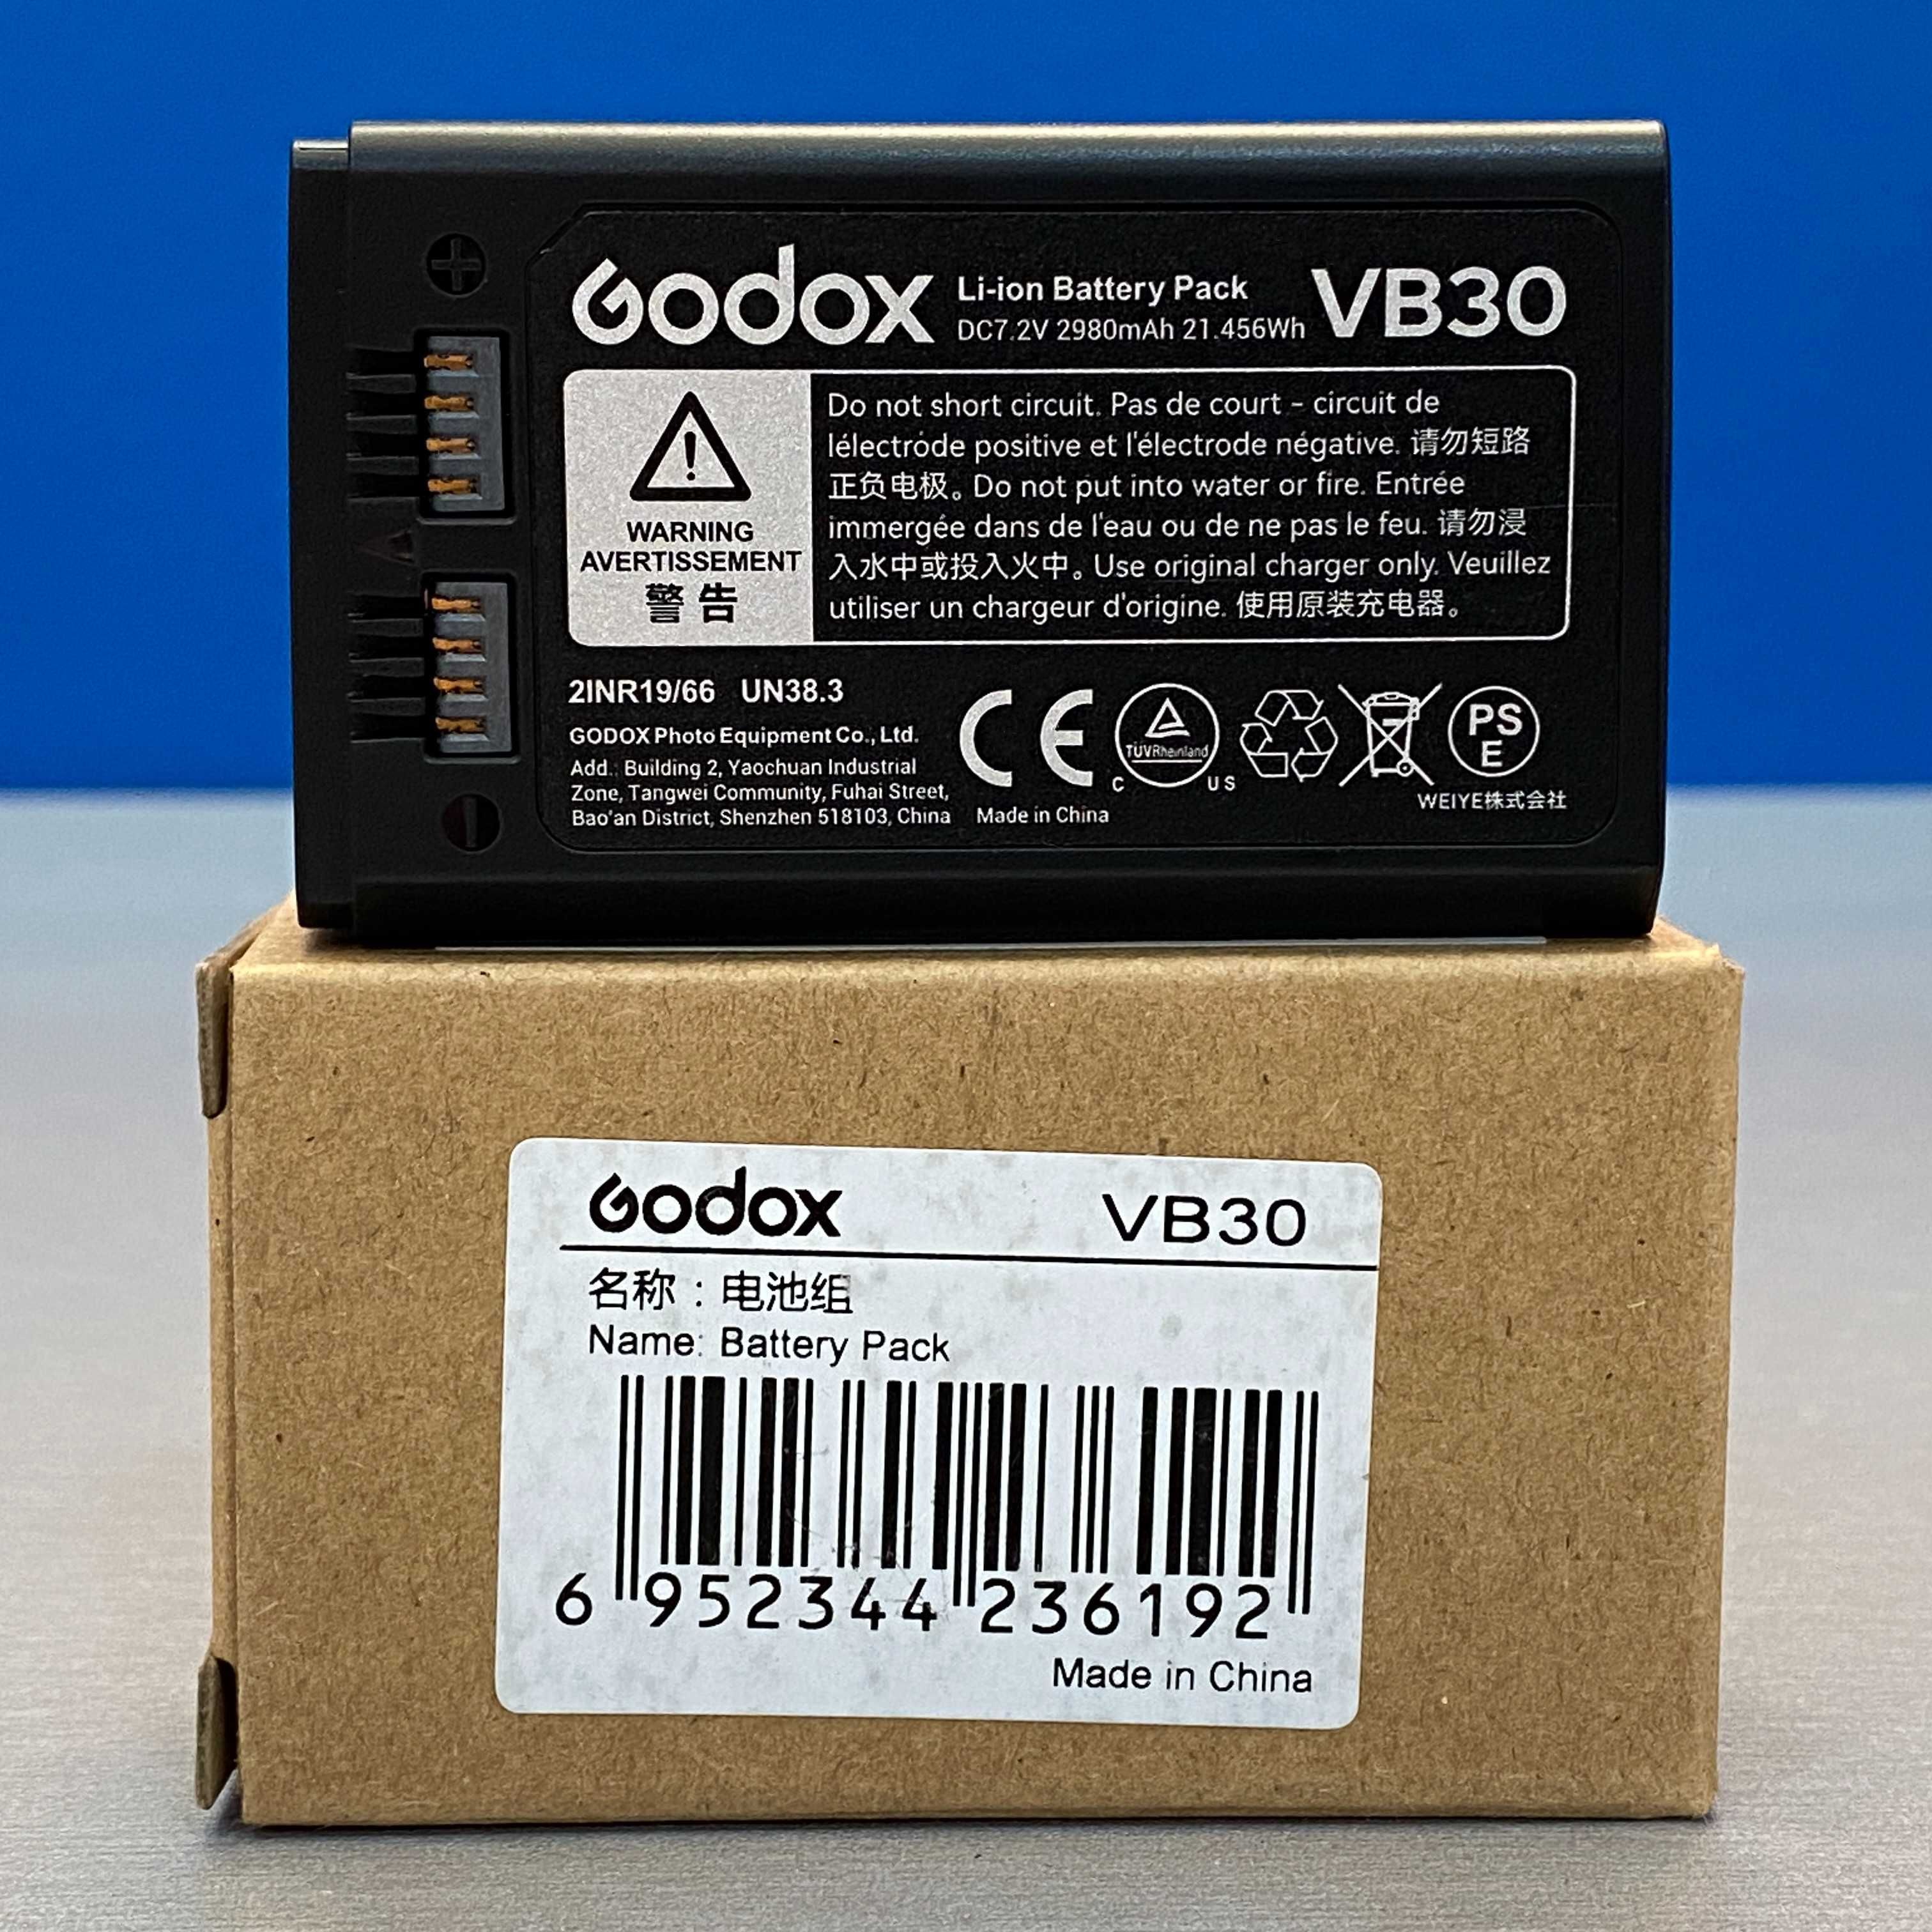 Godox Li-ion Battery Pack VB30
DC7.2V 2980mAh 21.456Wh
WARNING
AVERTISSEMENT
警告
Do not short circuit. Pas de court - circuit de
lélectrode positive et l'électrode négative. 请勿短路
正负电极。Do not put into water or fire. Entrée
immergée dans de l'eau ou de ne pas le feu. 请勿浸
入水中或投入火中。Use original charger only. Veuillez
utiliser un chargeur d'origine. 使用原装充电器。
2INR19/66 UN38.3
GODOX Photo Equipment Co., Ltd.
Add.: Building 2, Yaochuan Industrial
Zone, Tangwei Community, Fuhai Street,
Bao'an District, Shenzhen 518103, China
Made in China
CE
TÜVRheinland
C US
PS
E
WEIYE株式会社
Godox VB30
名称：电池组
Name: Battery Pack
6 952344 236192
Made in China